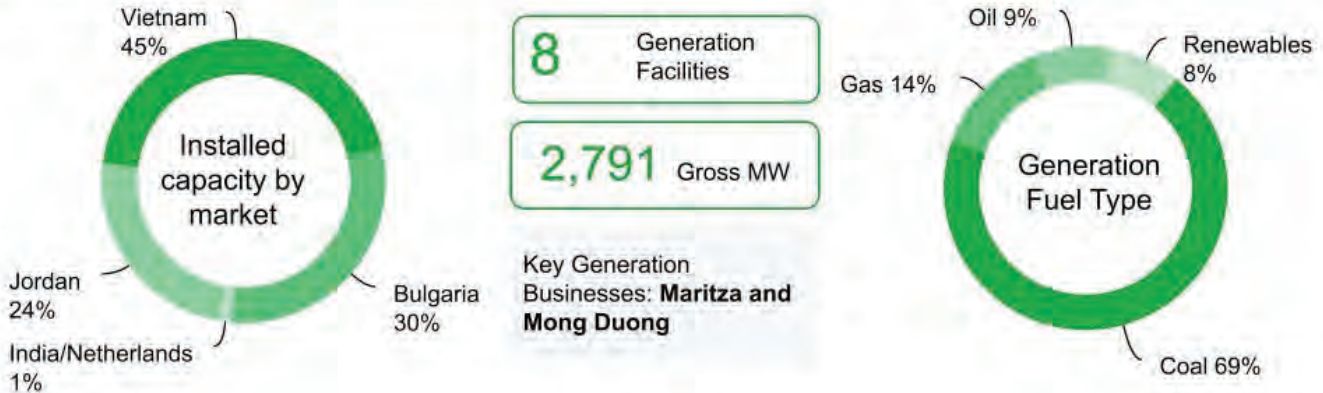 Vietnam
45%
Installed
capacity by
market
Jordan
24%
India/Netherlands
1%
Bulgaria
30%
8
Generation
Facilities
2,791 Gross MW
Key Generation
Businesses: Maritza and
Mong Duong
Oil 9%
Renewables
8%
Gas 14%
Generation
Fuel Type
Coal 69%